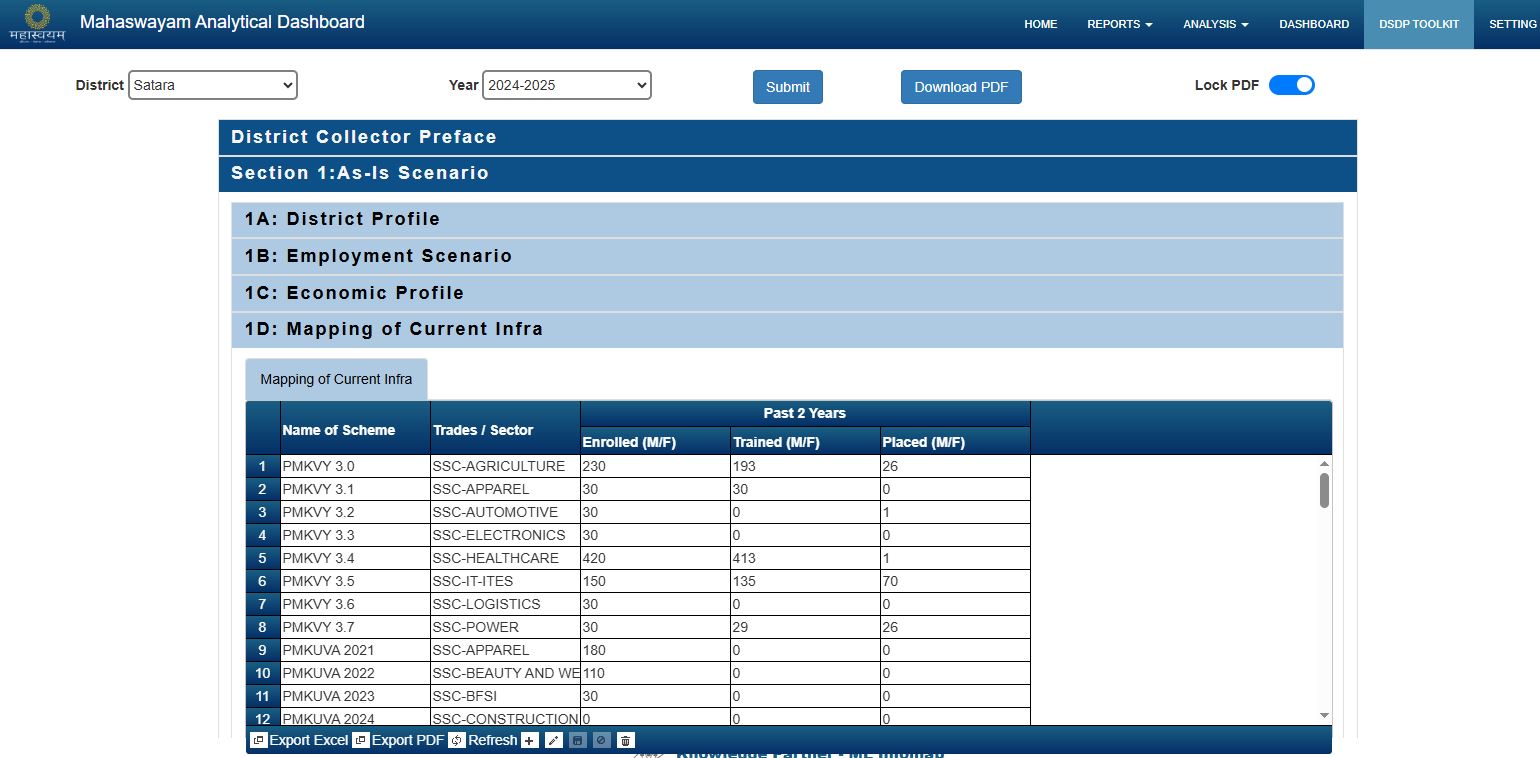 महास्वयम्
Mahaswayam Analytical Dashboard
HOME REPORTS ANALYSIS DASHBOARD DSDP TOOLKIT SETTING
District Satara Year 2024-2025 Submit Download PDF Lock PDF
District Collector Preface
Section 1:As-Is Scenario
1A: District Profile
1B: Employment Scenario
1C: Economic Profile
1D: Mapping of Current Infra
Mapping of Current Infra
Past 2 Years
Name of Scheme Trades / Sector Enrolled (M/F) Trained (M/F) Placed (M/F)
1 PMKVY 3.0 SSC-AGRICULTURE 230 193 26
2 PMKVY 3.1 SSC-APPAREL 30 30 0
3 PMKVY 3.2 SSC-AUTOMOTIVE 30 0 1
4 PMKVY 3.3 SSC-ELECTRONICS 30 0 0
5 PMKVY 3.4 SSC-HEALTHCARE 420 413 1
6 PMKVY 3.5 SSC-IT-ITES 150 135 70
7 PMKVY 3.6 SSC-LOGISTICS 30 0 0
8 PMKVY 3.7 SSC-POWER 30 29 26
9 PMKUVA 2021 SSC-APPAREL 180 0 0
10 PMKUVA 2022 SSC-BEAUTY AND WE 110 0 0
11 PMKUVA 2023 SSC-BFSI 30 0 0
12 PMKUVA 2024 SSC-CONSTRUCTION 0 0 0
Export Excel Export PDF Refresh
Knowledge Partner - ML Infomap